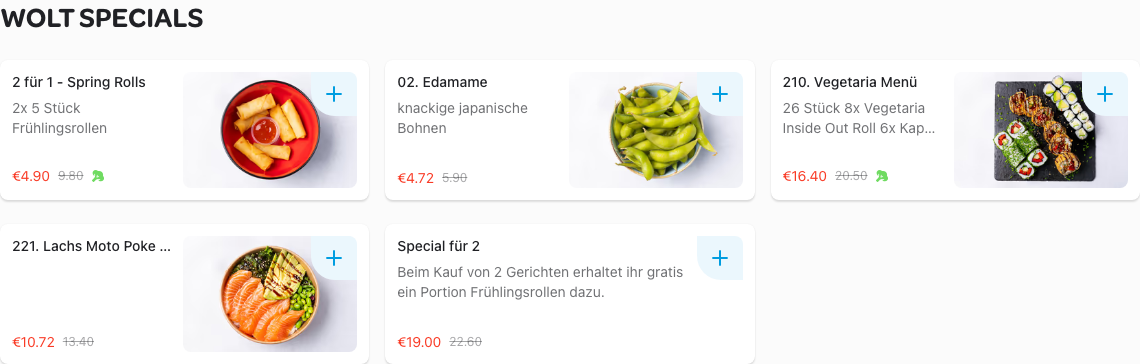 WOLT SPECIALS
2 für 1 - Spring Rolls
2x 5 Stück
Frühlingsrollen
€4.90 9.80
02. Edamame
knackige japanische
Bohnen
€4.72 5.90
210. Vegetaria Menü
26 Stück 8x Vegetaria
Inside Out Roll 6x Kap...
€16.40 20.50
221. Lachs Moto Poke ...
€10.72 13.40
Special für 2
Beim Kauf von 2 Gerichten erhaltet ihr gratis
ein Portion Frühlingsrollen dazu.
€19.00 22.60